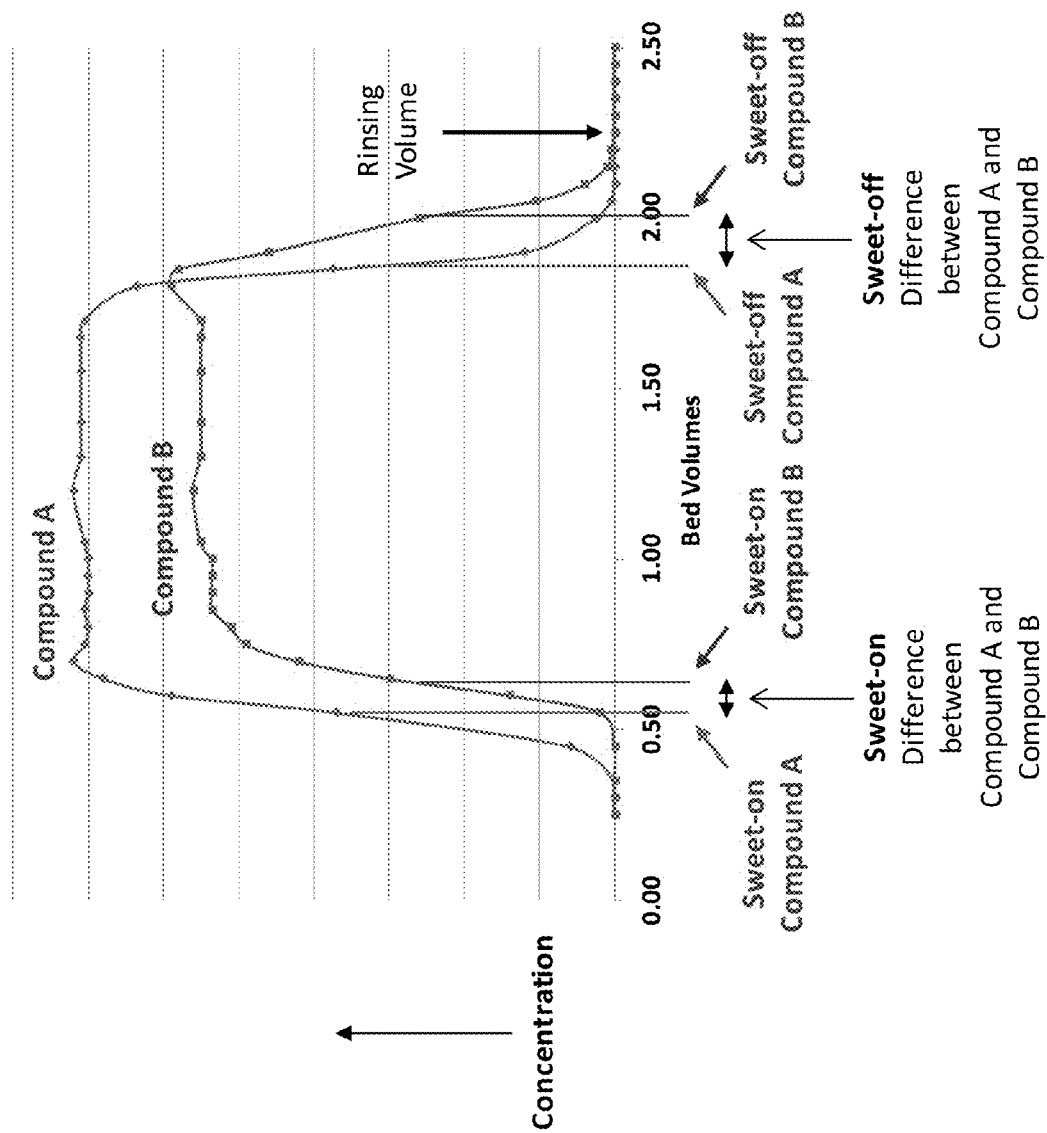 Compound A
Compound B
Rinsing
Volume
Concentration
0.00
0.50
1.00
1.50
2.00
2.50
Bed Volumes
Sweet-on
Compound A
Sweet-on
Compound B
Sweet-off
Compound A
Sweet-off
Compound B
Sweet-on
Difference
between
Compound A and
Compound B
Sweet-off
Difference
between
Compound A and
Compound B